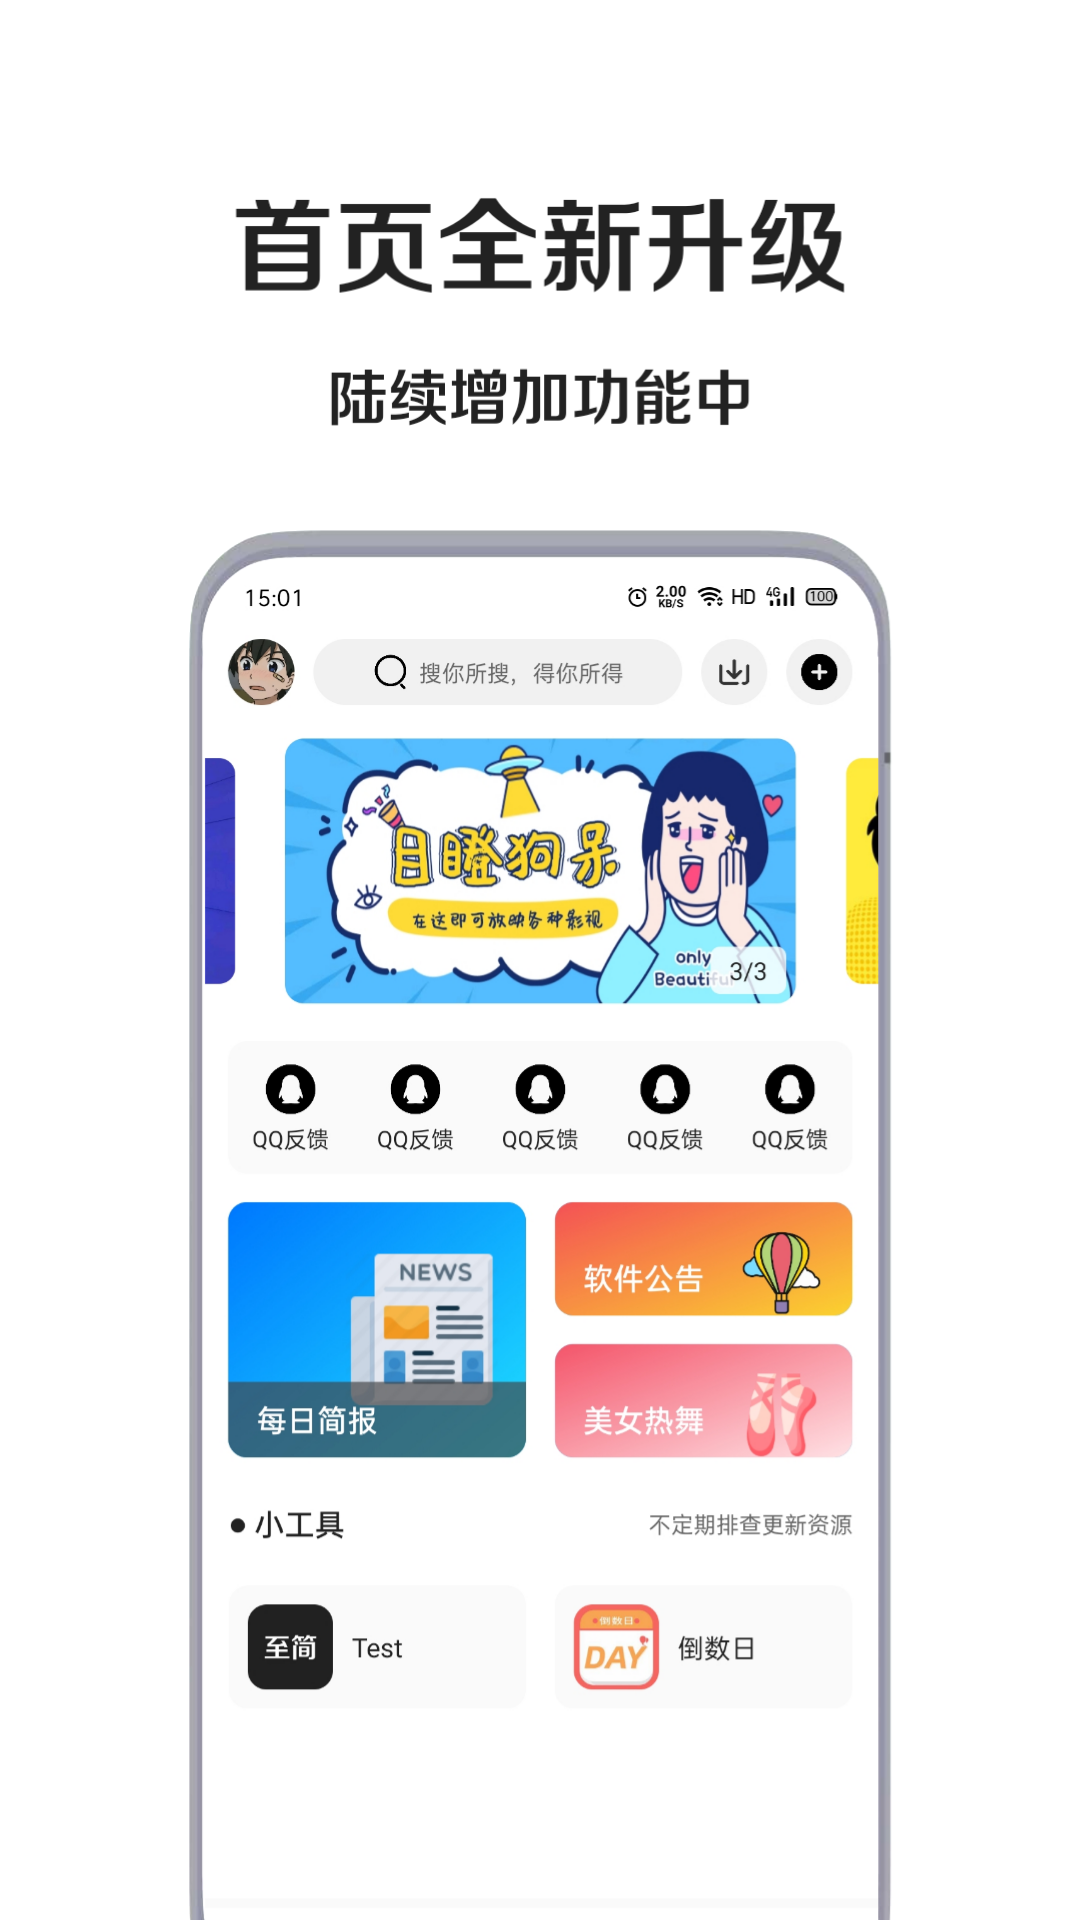 首页全新升级
陆续增加功能中
15:01
2.00
KB/S
HD
4G
100
搜你所搜，得你所得
目瞪狗呆
在这即可放映各种影视
only
Beautiful
3/3
QQ反馈
QQ反馈
QQ反馈
QQ反馈
QQ反馈
NEWS
每日简报
软件公告
美女热舞
小工具
不定期排查更新资源
至简
Test
倒数日
DAY
倒数日